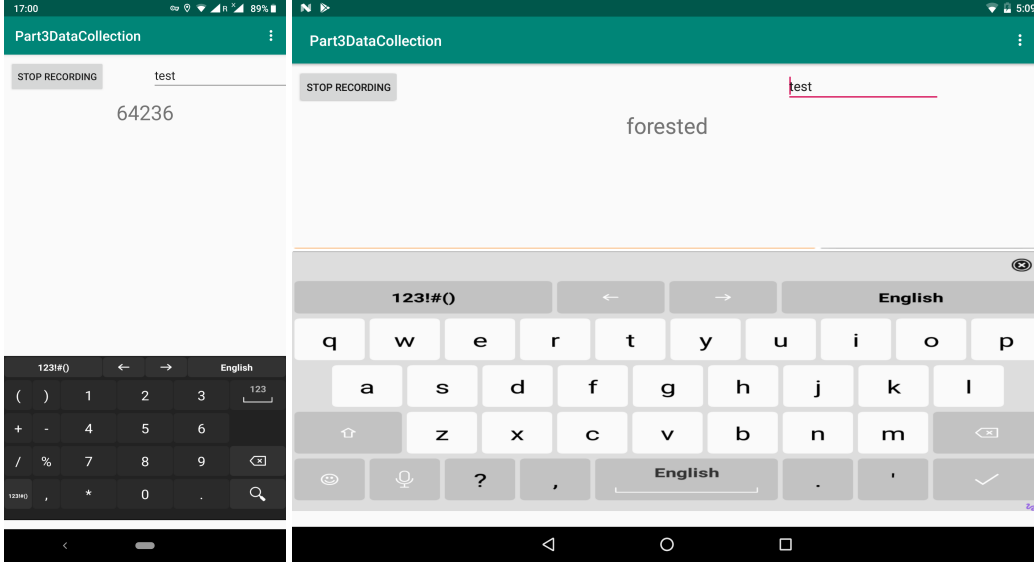 17:00
R
89%
Part3DataCollection
STOP RECORDING
test
64236
123!#()
English
( ) 1 2 3 123
+ - 4 5 6
/ % 7 8 9
123!#() , * 0 .
5:09
Part3DataCollection
STOP RECORDING
test
forested
123!#()
English
q w e r t y u i o p
a s d f g h j k l
z x c v b n m
? , English . '